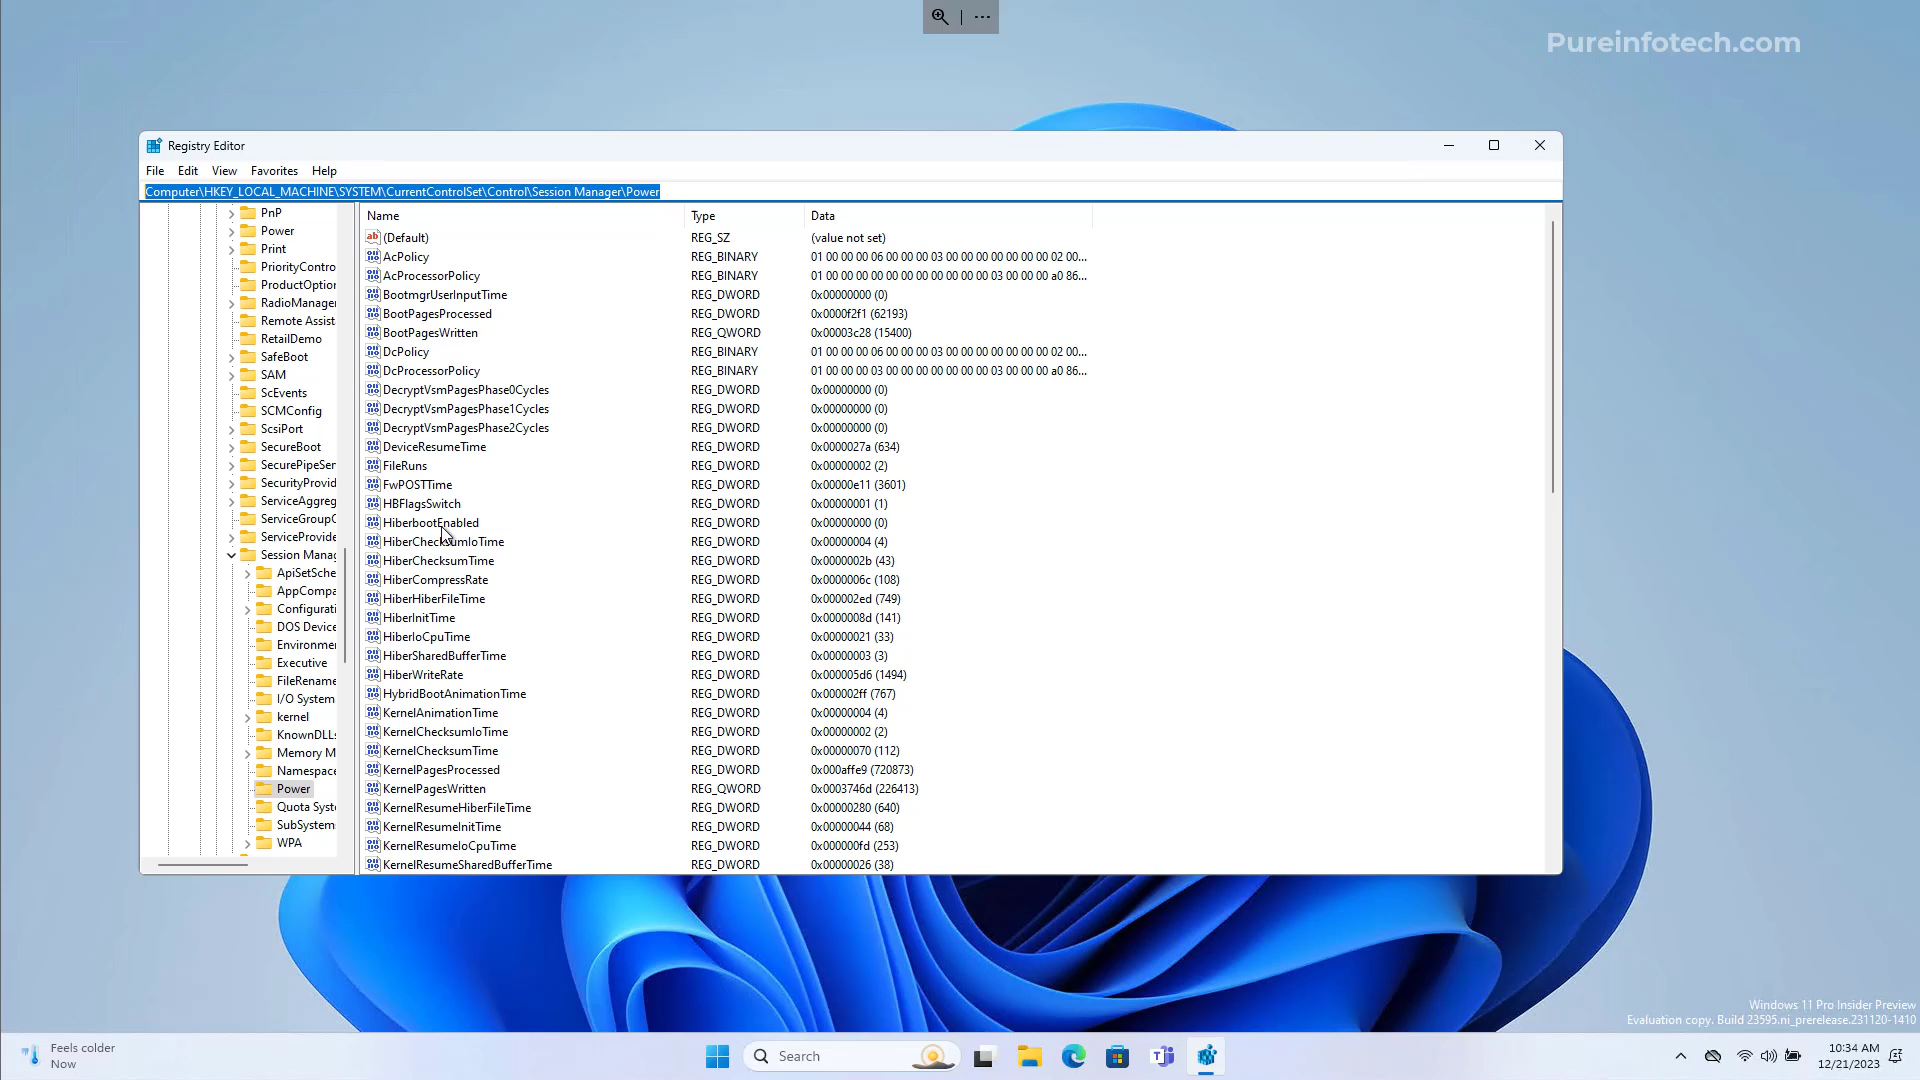 Pureinfotech.com
Registry Editor
File Edit View Favorites Help
Computer\HKEY_LOCAL_MACHINE\SYSTEM\CurrentControlSet\Control\Session Manager\Power
PnP
Power
Print
PriorityContro
ProductOption
RadioManager
Remote Assist
RetailDemo
SafeBoot
SAM
ScEvents
SCMConfig
ScsiPort
SecureBoot
SecurePipeSer
SecurityProvid
ServiceAggreg
ServiceGroupO
ServiceProvide
Session Manag
ApiSetSche
AppCompa
Configurati
DOS Device
Environmen
Executive
FileRename
I/O System
kernel
KnownDLLs
Memory M
Namespace
Power
Quota Syst
SubSystem
WPA
Name Type Data
(Default) REG_SZ (value not set)
AcPolicy REG_BINARY 01 00 00 00 06 00 00 00 03 00 00 00 00 00 00 00 02 00...
AcProcessorPolicy REG_BINARY 01 00 00 00 00 00 00 00 00 00 00 00 03 00 00 00 a0 86...
BootmgrUserInputTime REG_DWORD 0x00000000 (0)
BootPagesProcessed REG_DWORD 0x0000f2f1 (62193)
BootPagesWritten REG_QWORD 0x00003c28 (15400)
DcPolicy REG_BINARY 01 00 00 00 06 00 00 00 03 00 00 00 00 00 00 00 02 00...
DcProcessorPolicy REG_BINARY 01 00 00 00 03 00 00 00 00 00 00 00 03 00 00 00 a0 86...
DecryptVsmPagesPhase0Cycles REG_DWORD 0x00000000 (0)
DecryptVsmPagesPhase1Cycles REG_DWORD 0x00000000 (0)
DecryptVsmPagesPhase2Cycles REG_DWORD 0x00000000 (0)
DeviceResumeTime REG_DWORD 0x0000027a (634)
FileRuns REG_DWORD 0x00000002 (2)
FwPOSTTime REG_DWORD 0x00000e11 (3601)
HBFlagsSwitch REG_DWORD 0x00000001 (1)
HiberbootEnabled REG_DWORD 0x00000000 (0)
HiberChecksumIoTime REG_DWORD 0x00000004 (4)
HiberChecksumTime REG_DWORD 0x0000002b (43)
HiberCompressRate REG_DWORD 0x0000006c (108)
HiberHiberFileTime REG_DWORD 0x000002ed (749)
HiberInitTime REG_DWORD 0x0000008d (141)
HiberIoCpuTime REG_DWORD 0x00000021 (33)
HiberSharedBufferTime REG_DWORD 0x00000003 (3)
HiberWriteRate REG_DWORD 0x000005d6 (1494)
HybridBootAnimationTime REG_DWORD 0x000002ff (767)
KernelAnimationTime REG_DWORD 0x00000004 (4)
KernelChecksumIoTime REG_DWORD 0x00000002 (2)
KernelChecksumTime REG_DWORD 0x00000070 (112)
KernelPagesProcessed REG_DWORD 0x000affe9 (720873)
KernelPagesWritten REG_QWORD 0x0003746d (226413)
KernelResumeHiberFileTime REG_DWORD 0x00000280 (640)
KernelResumeInitTime REG_DWORD 0x00000044 (68)
KernelResumeIoCpuTime REG_DWORD 0x000000fd (253)
KernelResumeSharedBufferTime REG_DWORD 0x00000026 (38)
Windows 11 Pro Insider Preview
Evaluation copy. Build 23595.ni_prerelease.231120-1410
Feels colder
Now
Search
10:34 AM
12/21/2023